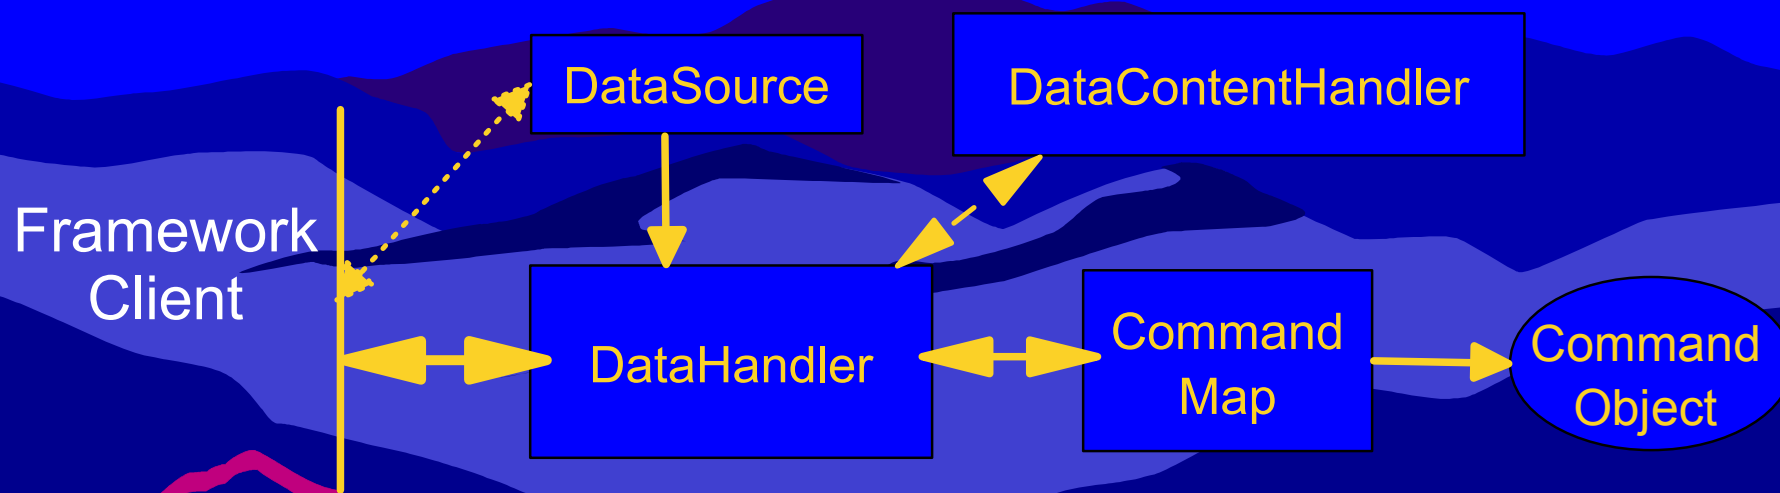 DataSource
DataContentHandler
Framework
Client
DataHandler
Command
Map
Command
Object